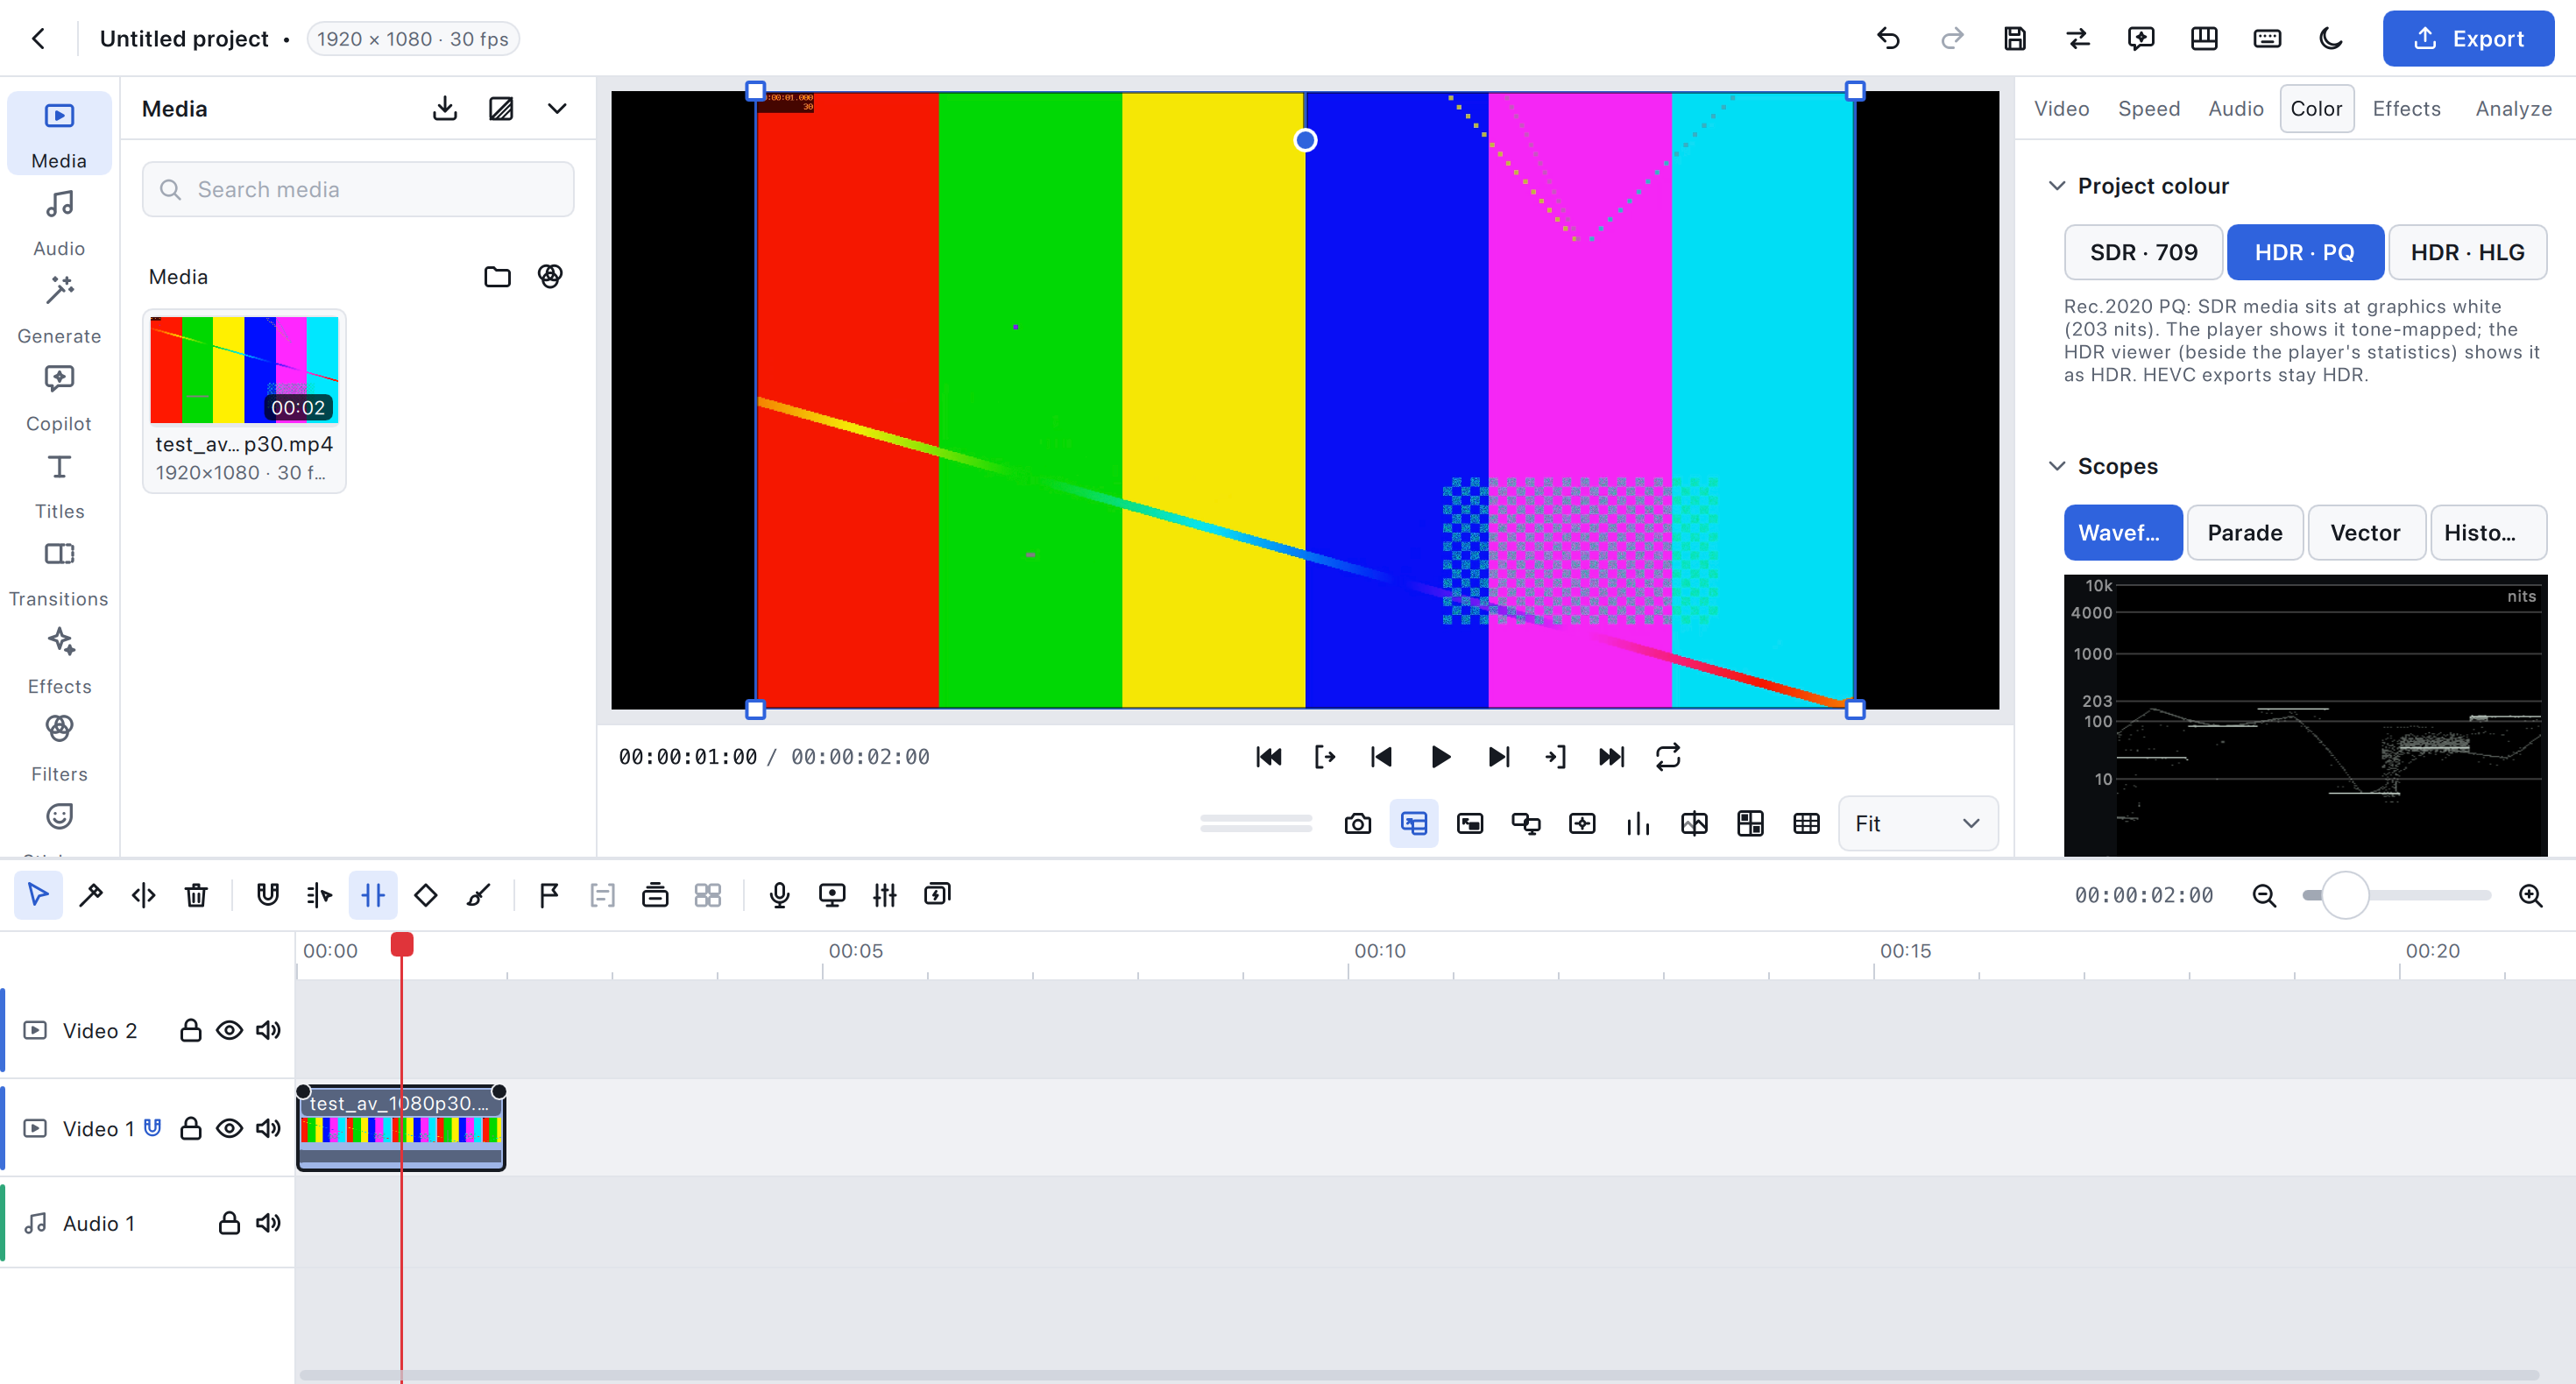 Untitled project • 1920 × 1080 · 30 fps
Export
Media
Audio
Generate
Copilot
Titles
Transitions
Effects
Filters
Media
Search media
Media
00:02
test_av... p30.mp4
1920×1080 · 30 f...
00:00:01:00 / 00:00:02:00
Fit
Video Speed Audio Color Effects Analyze
Project colour
SDR · 709 HDR · PQ HDR · HLG
Rec.2020 PQ: SDR media sits at graphics white
(203 nits). The player shows it tone-mapped; the
HDR viewer (beside the player's statistics) shows it
as HDR. HEVC exports stay HDR.
Scopes
Wavef... Parade Vector Histo...
nits
10k
4000
1000
203
100
10
00:00:02:00
00:00 00:05 00:10 00:15 00:20
Video 2
Video 1
test_av_1080p30....
Audio 1